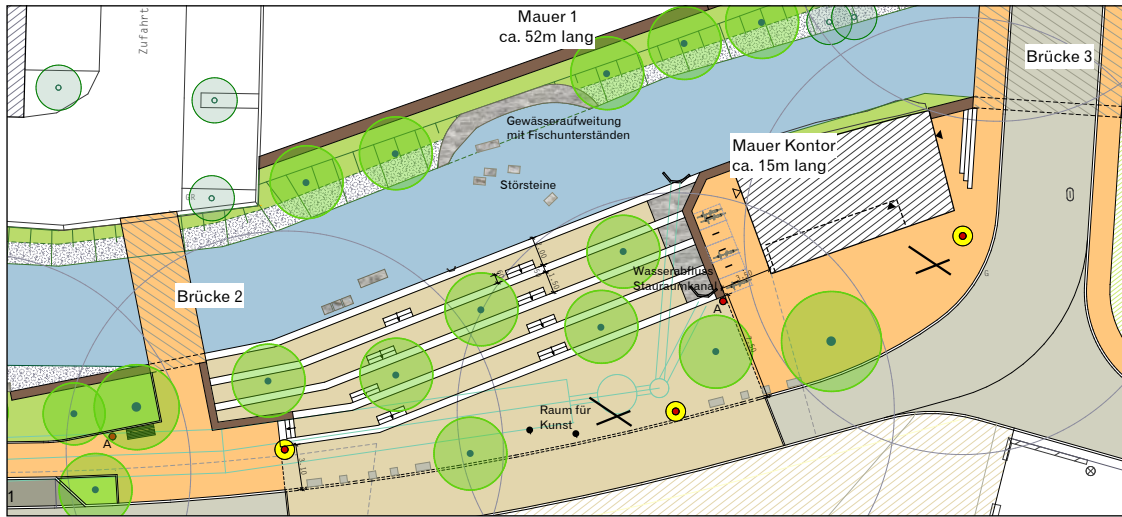 Mauer 1
ca. 52m lang
Zufahrt
Brücke 3
Gewässeraufweitung
mit Fischunterständen
Mauer Kontor
ca. 15m lang
Störsteine
Wasserabfluss
Stauraumkanal
Brücke 2
A
Raum für
Kunst
A
1